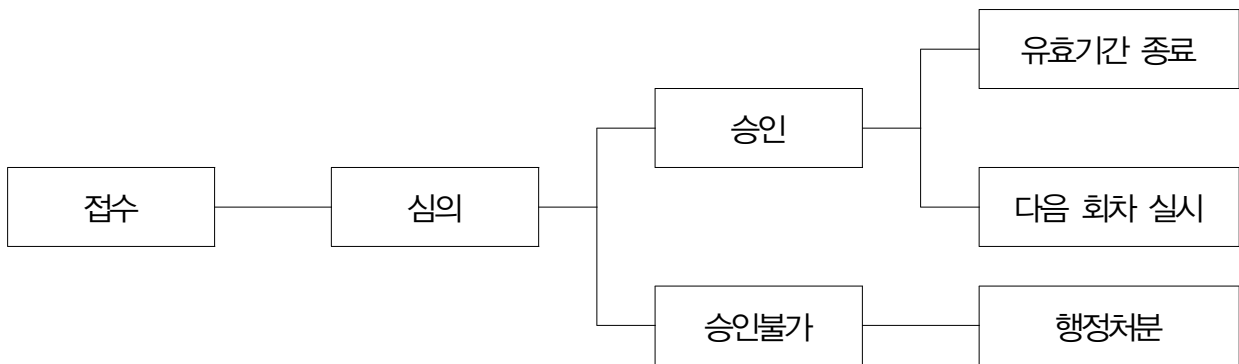 유효기간 종료
승인
접수
심의
다음 회차 실시
승인불가
행정처분